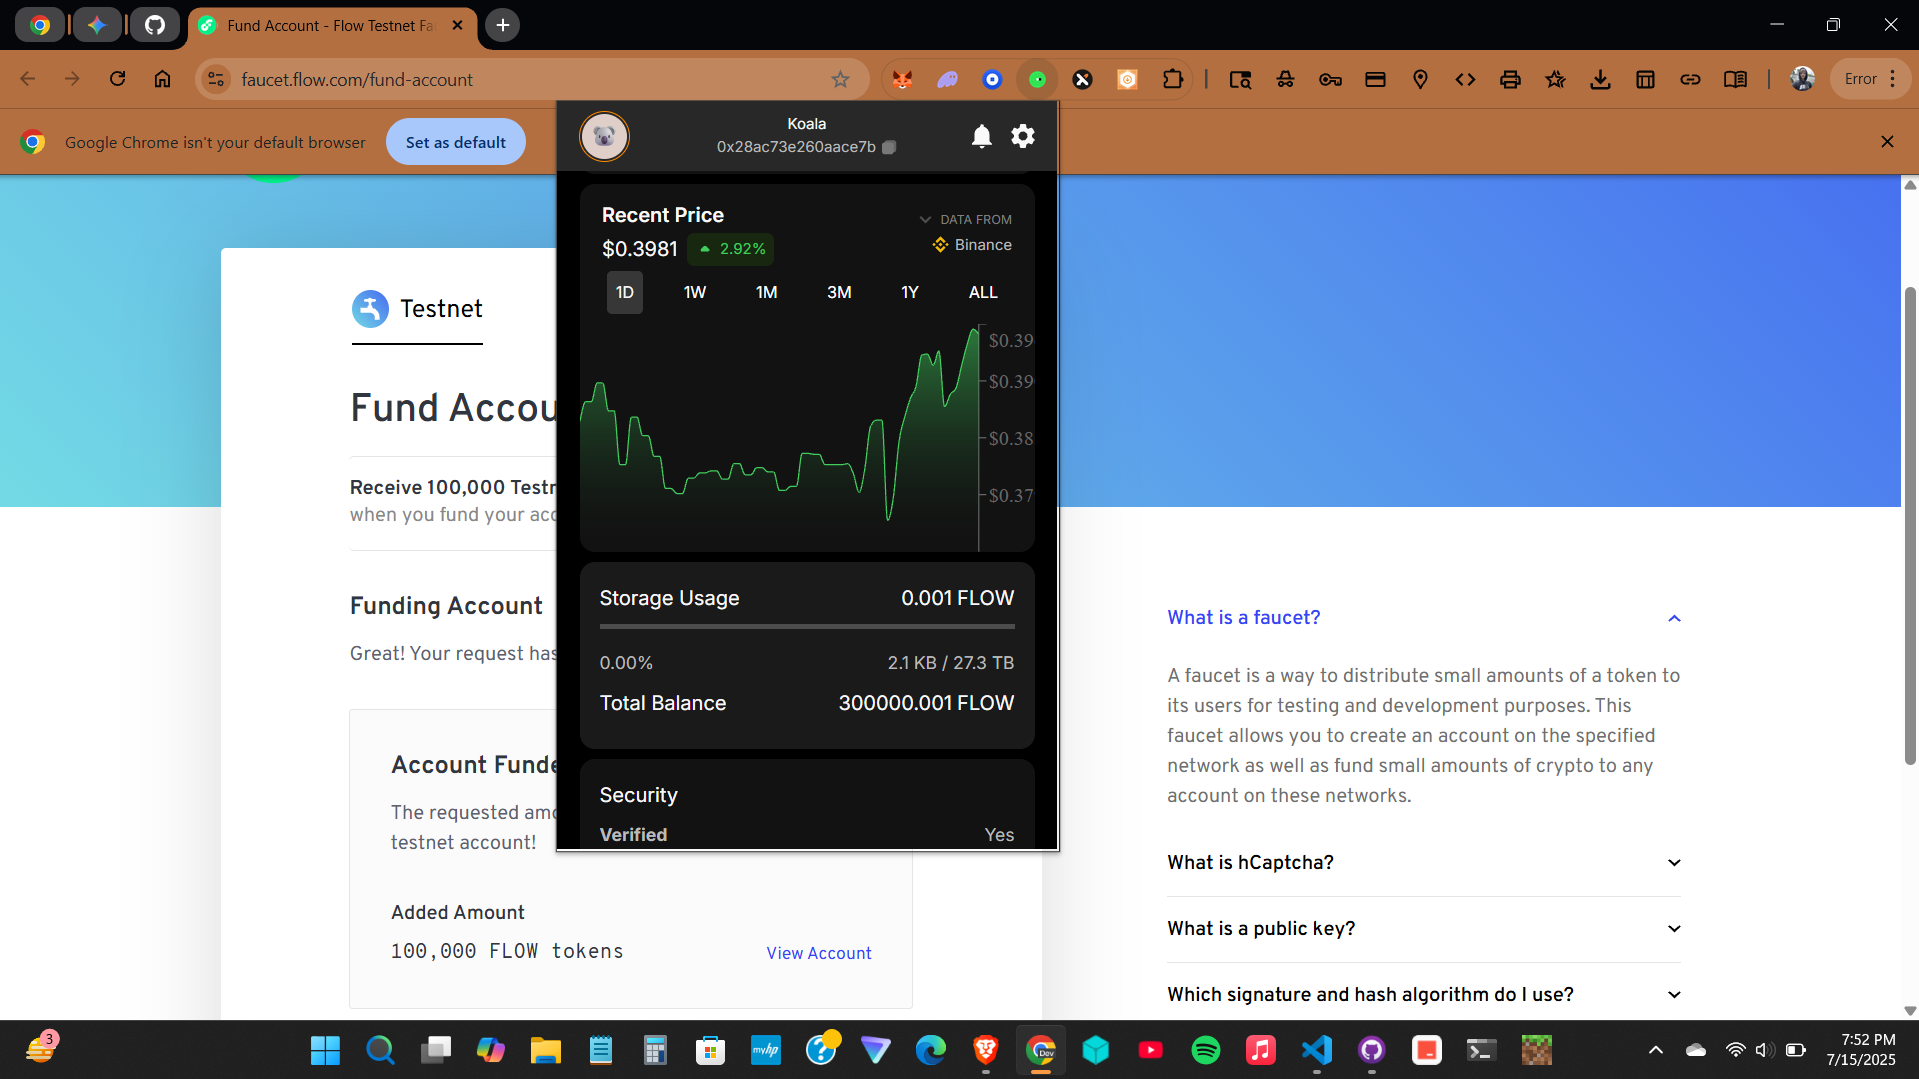 Fund Account - Flow Testnet Fa
faucet.flow.com/fund-account
Error
Google Chrome isn't your default browser
Set as default
Koala
0x28ac73e260aace7b
Recent Price
DATA FROM
$0.3981
2.92%
Binance
1D
1W
1M
3M
1Y
ALL
$0.39
$0.39
$0.38
$0.37
Storage Usage
0.001 FLOW
0.00%
2.1 KB / 27.3 TB
Total Balance
300000.001 FLOW
Security
Verified
Yes
Testnet
Fund Accou
Receive 100,000 Testn
when you fund your acc
Funding Account
Great! Your request has
Account Funde
The requested amo
testnet account!
Added Amount
100,000 FLOW tokens
View Account
What is a faucet?
A faucet is a way to distribute small amounts of a token to
its users for testing and development purposes. This
faucet allows you to create an account on the specified
network as well as fund small amounts of crypto to any
account on these networks.
What is hCaptcha?
What is a public key?
Which signature and hash algorithm do I use?
3
myhp
Dev
7:52 PM
7/15/2025